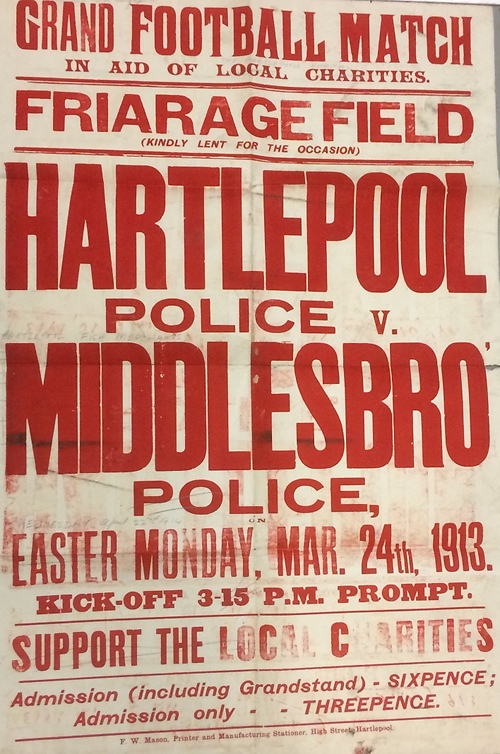 GRAND FOOTBALL MATCH
IN AID OF LOCAL CHARITIES.
FRIARAGE FIELD
(KINDLY LENT FOR THE OCCASION)
HARTLEPOOL
POLICE V.
MIDDLESBRO'
POLICE,
ON
EASTER MONDAY, MAR. 24th, 1913.
KICK-OFF 3-15 P.M. PROMPT.
SUPPORT THE LOCAL CHARITIES
Admission (including Grandstand) - SIXPENCE;
Admission only - - THREEPENCE.
F. W. Mason, Printer and Manufacturing Stationer, High Street, Hartlepool.